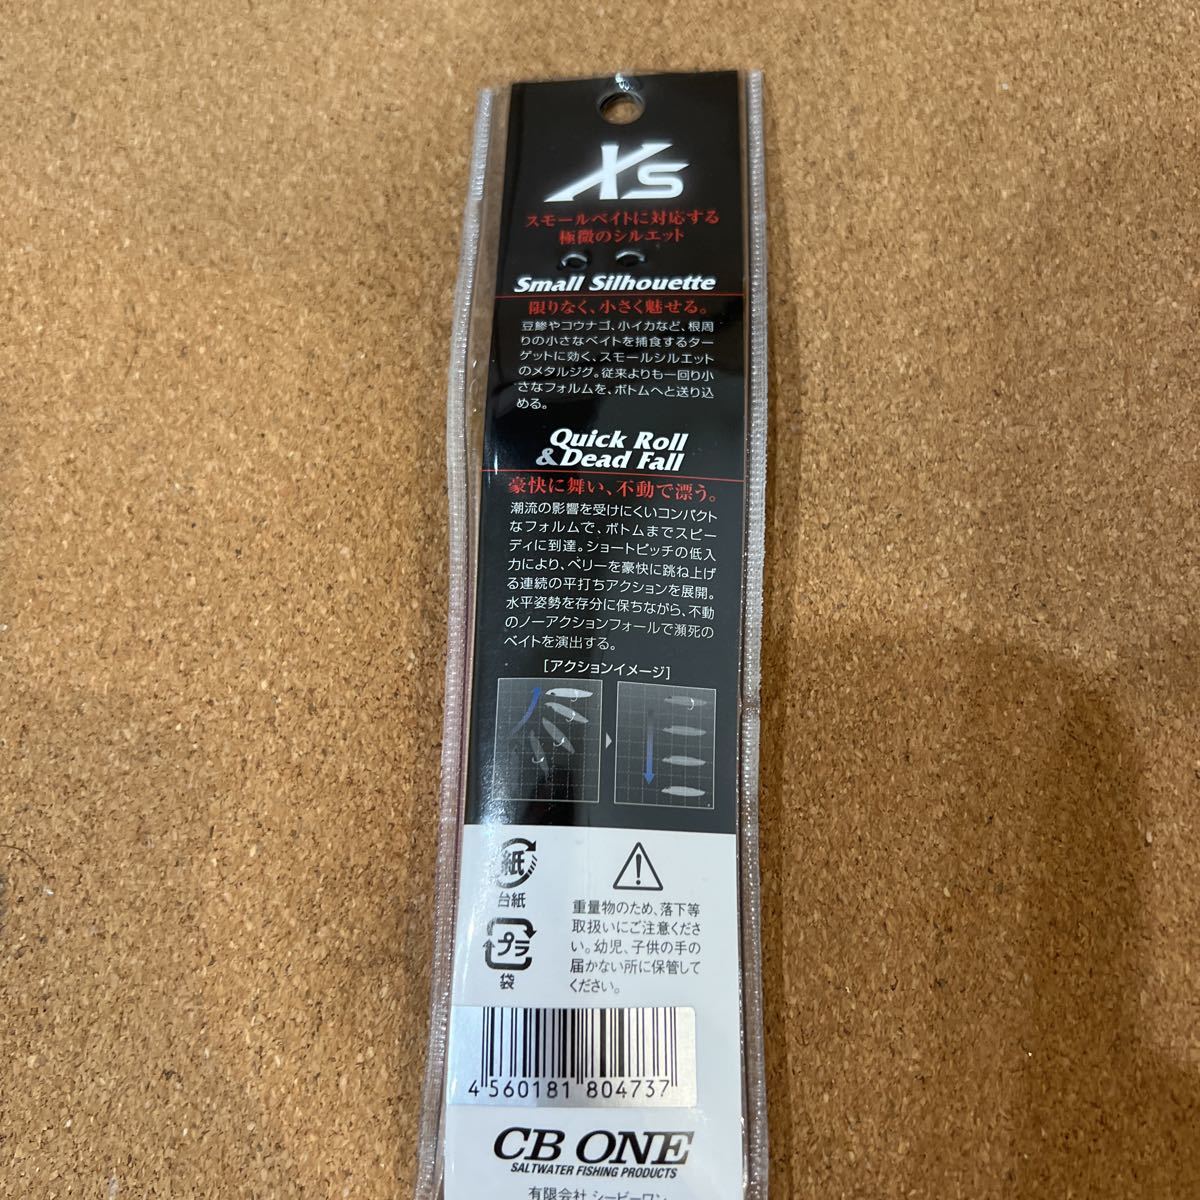 XS
スモールベイトに対応する
極微のシルエット
Small Silhouette
限りなく、小さく魅せる。
豆鯵やコウナゴ、小イカなど、根周
りの小さなベイトを捕食するター
ゲットに効く、スモールシルエット
のメタルジグ。従来よりも一回り小
さなフォルムを、ボトムへと送り込
める。
Quick Roll
&Dead Fall
豪快に舞い、不動で漂う。
潮流の影響を受けにくいコンパクト
なフォルムで、ボトムまでスピー
ディに到達。ショートピッチの低入
力により、ベリーを豪快に跳ね上げ
る連続の平打ちアクションを展開。
水平姿勢を存分に保ちながら、不動
のノーアクションフォールで瀕死の
ベイトを演出する。
[アクションイメージ]
紙
台紙
プラ
袋
重量物のため、落下等
取扱いにご注意くださ
い。幼児、子供の手の
届かない所に保管して
ください。
4 560181 804737
CB ONE
SALTWATER FISHING PRODUCTS
有限会社 シービーワン